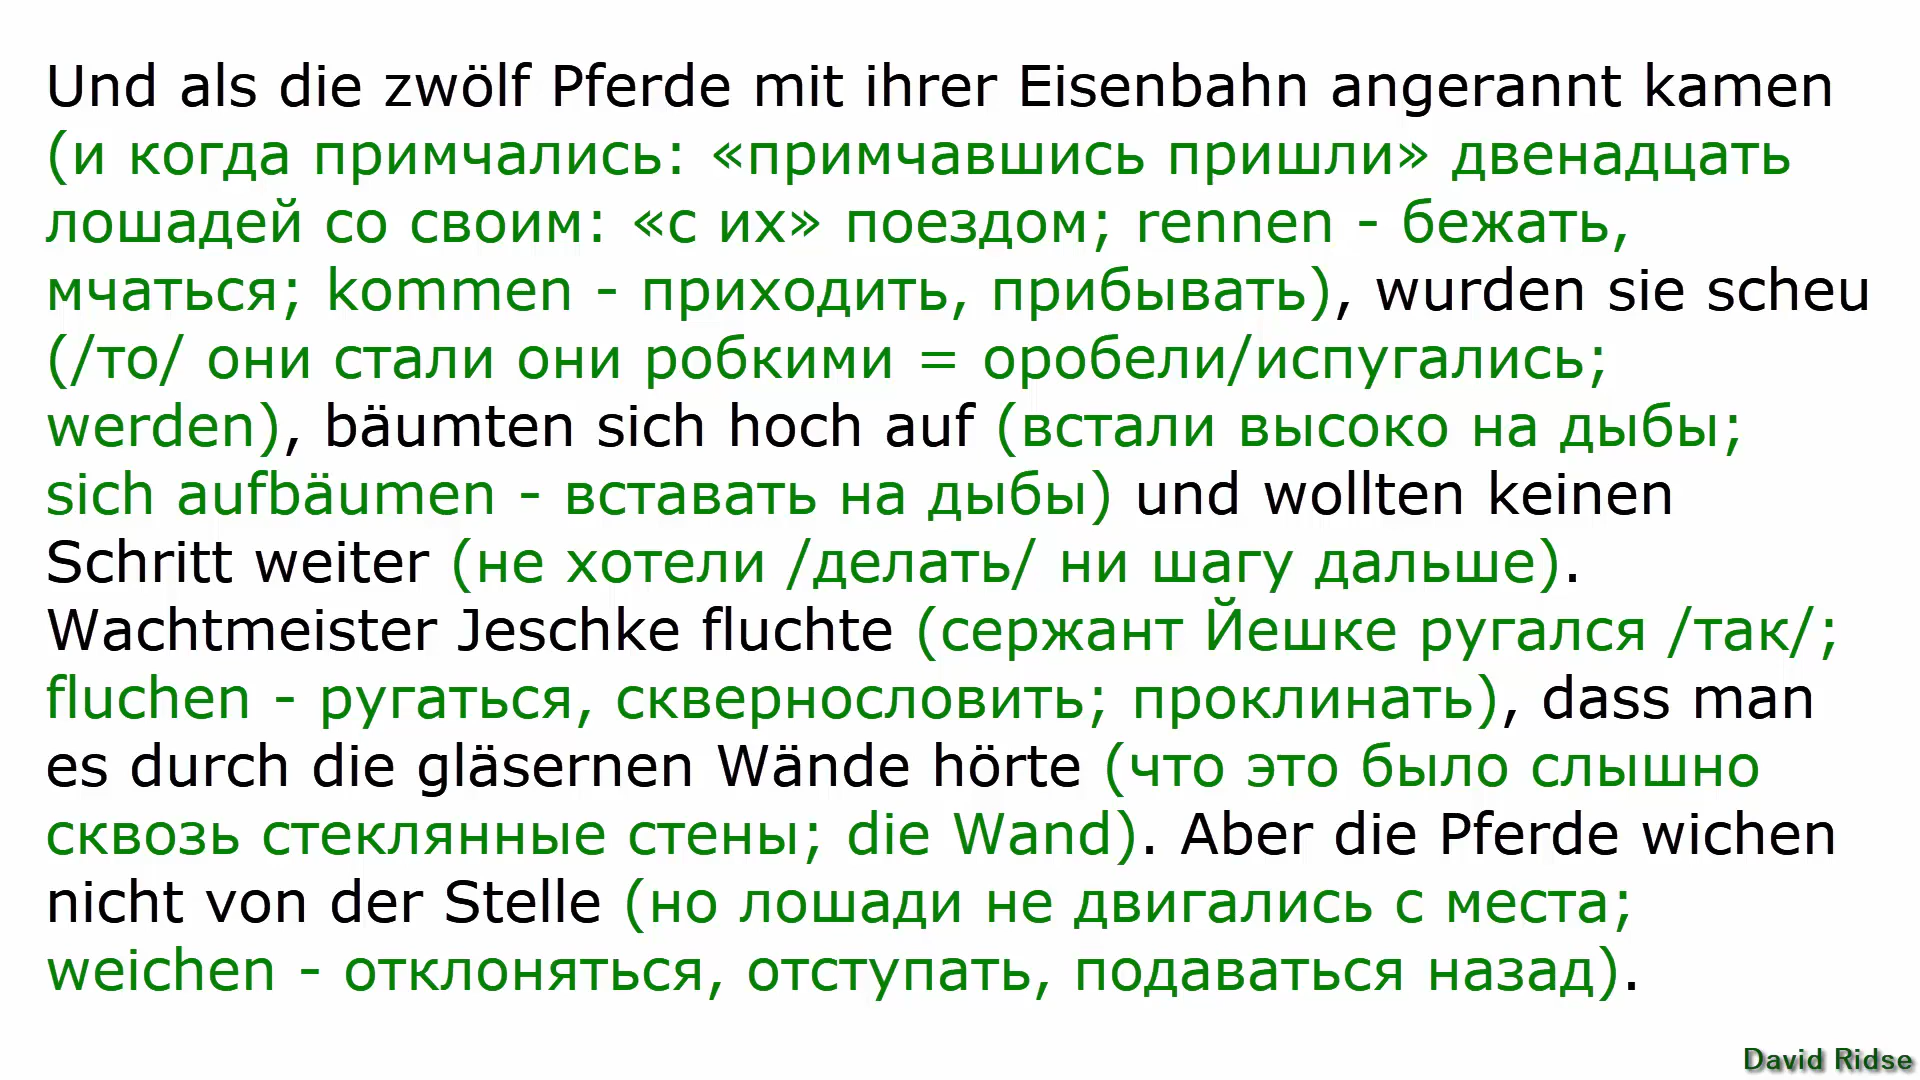 Und als die zwölf Pferde mit ihrer Eisenbahn angerannt kamen
(и когда примчались: «примчавшись пришли» двенадцать
лошадей со своим: «с их» поездом; rennen - бежать,
мчаться; kommen - приходить, прибывать), wurden sie scheu
(/то/ они стали они робкими = оробели/испугались;
werden), bäumten sich hoch auf (встали высоко на дыбы;
sich aufbäumen - вставать на дыбы) und wollten keinen
Schritt weiter (не хотели /делать/ ни шагу дальше).
Wachtmeister Jeschke fluchte (сержант Йешке ругался /так/;
fluchen - ругаться, сквернословить; проклинать), dass man
es durch die gläsernen Wände hörte (что это было слышно
сквозь стеклянные стены; die Wand). Aber die Pferde wichen
nicht von der Stelle (но лошади не двигались с места;
weichen - отклоняться, отступать, подаваться назад).
David Ridse